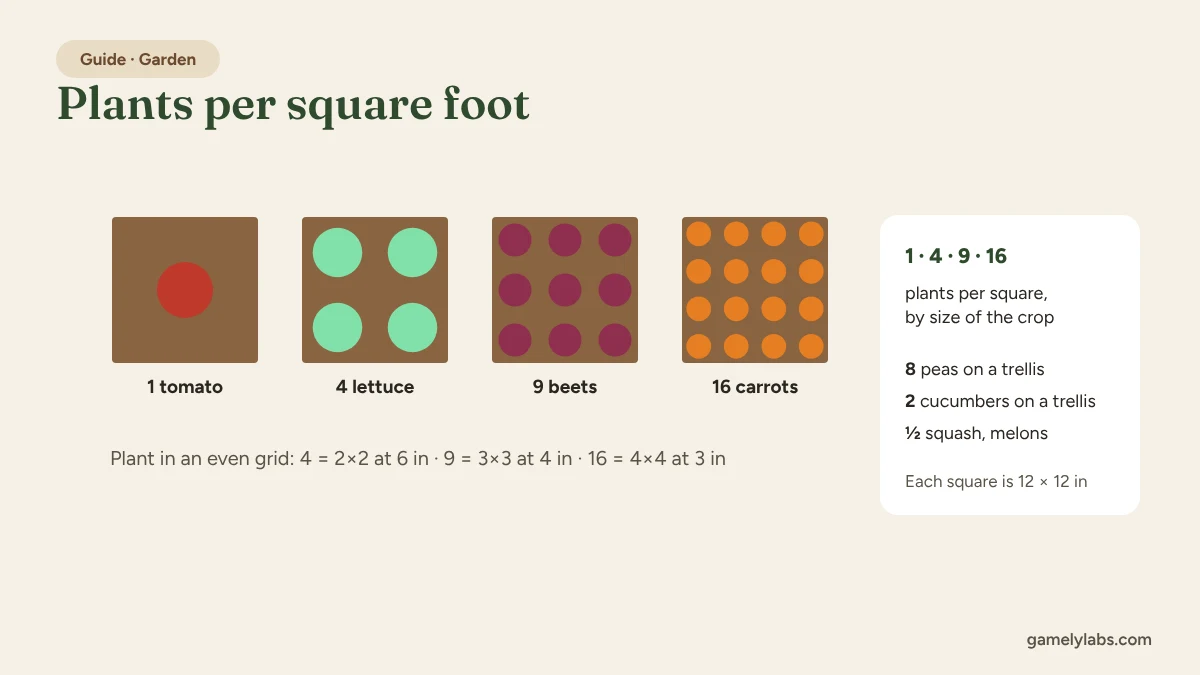 Guide · Garden
Plants per square foot
1 tomato
4 lettuce
9 beets
16 carrots
Plant in an even grid: 4 = 2×2 at 6 in · 9 = 3×3 at 4 in · 16 = 4×4 at 3 in
1 · 4 · 9 · 16
plants per square,
by size of the crop
8 peas on a trellis
2 cucumbers on a trellis
½ squash, melons
Each square is 12 × 12 in
gamelylabs.com